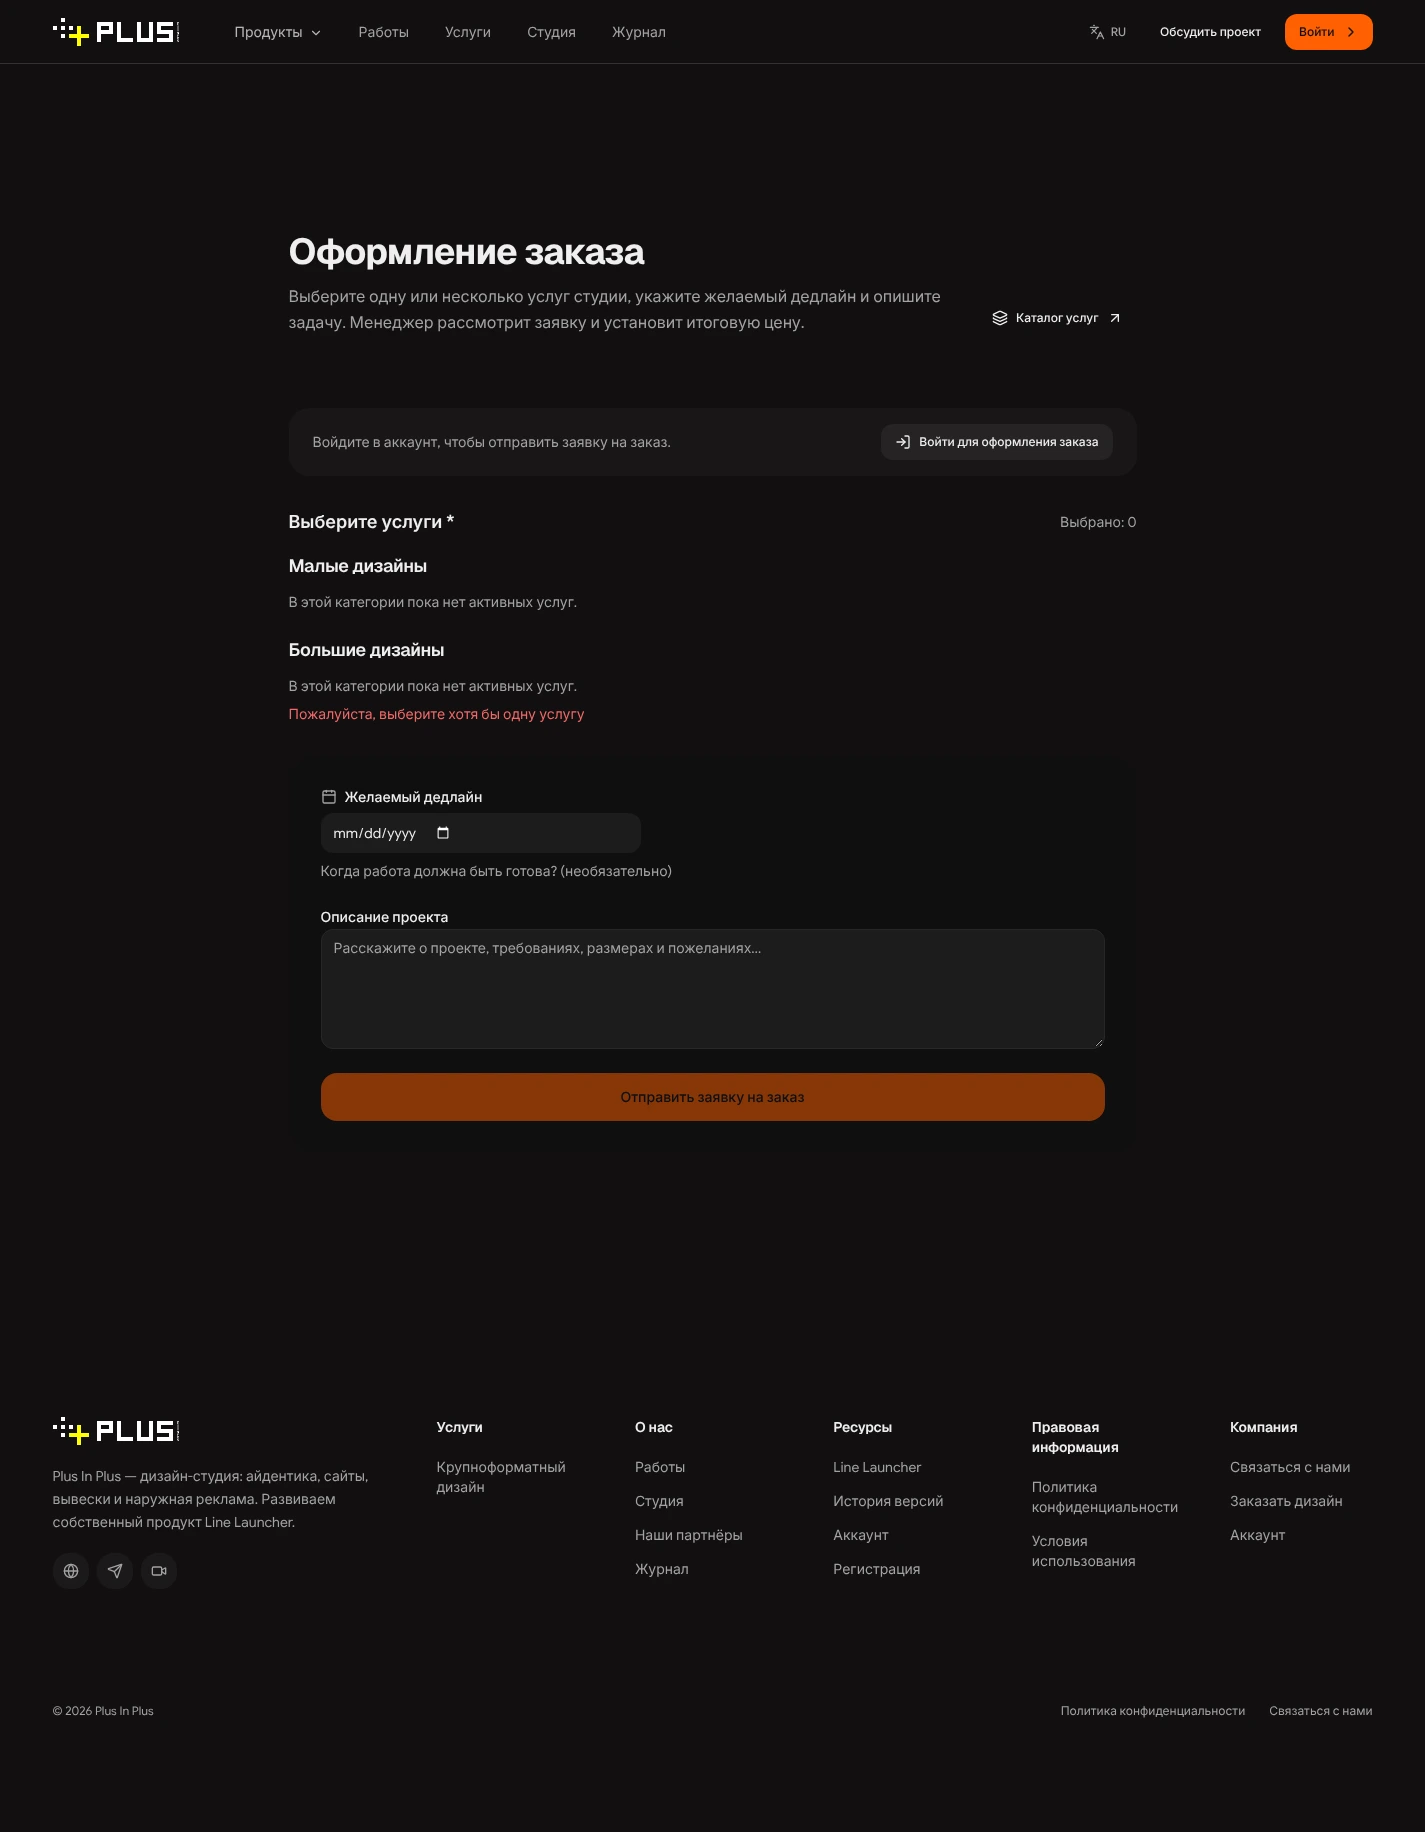 PLUS
Продукты
Работы
Услуги
Студия
Журнал
RU
Обсудить проект
Войти
Оформление заказа
Выберите одну или несколько услуг студии, укажите желаемый дедлайн и опишите
задачу. Менеджер рассмотрит заявку и установит итоговую цену.
Каталог услуг
Войдите в аккаунт, чтобы отправить заявку на заказ.
Войти для оформления заказа
Выберите услуги *
Выбрано: 0
Малые дизайны
В этой категории пока нет активных услуг.
Большие дизайны
В этой категории пока нет активных услуг.
Пожалуйста, выберите хотя бы одну услугу
Желаемый дедлайн
mm/dd/yyyy
Когда работа должна быть готова? (необязательно)
Описание проекта
Расскажите о проекте, требованиях, размерах и пожеланиях...
Отправить заявку на заказ
PLUS
Plus In Plus — дизайн-студия: айдентика, сайты,
вывески и наружная реклама. Развиваем
собственный продукт Line Launcher.
Услуги
Крупноформатный
дизайн
О нас
Работы
Студия
Наши партнёры
Журнал
Ресурсы
Line Launcher
История версий
Аккаунт
Регистрация
Правовая
информация
Политика
конфиденциальности
Условия
использования
Компания
Связаться с нами
Заказать дизайн
Аккаунт
© 2026 Plus In Plus
Политика конфиденциальности
Связаться с нами